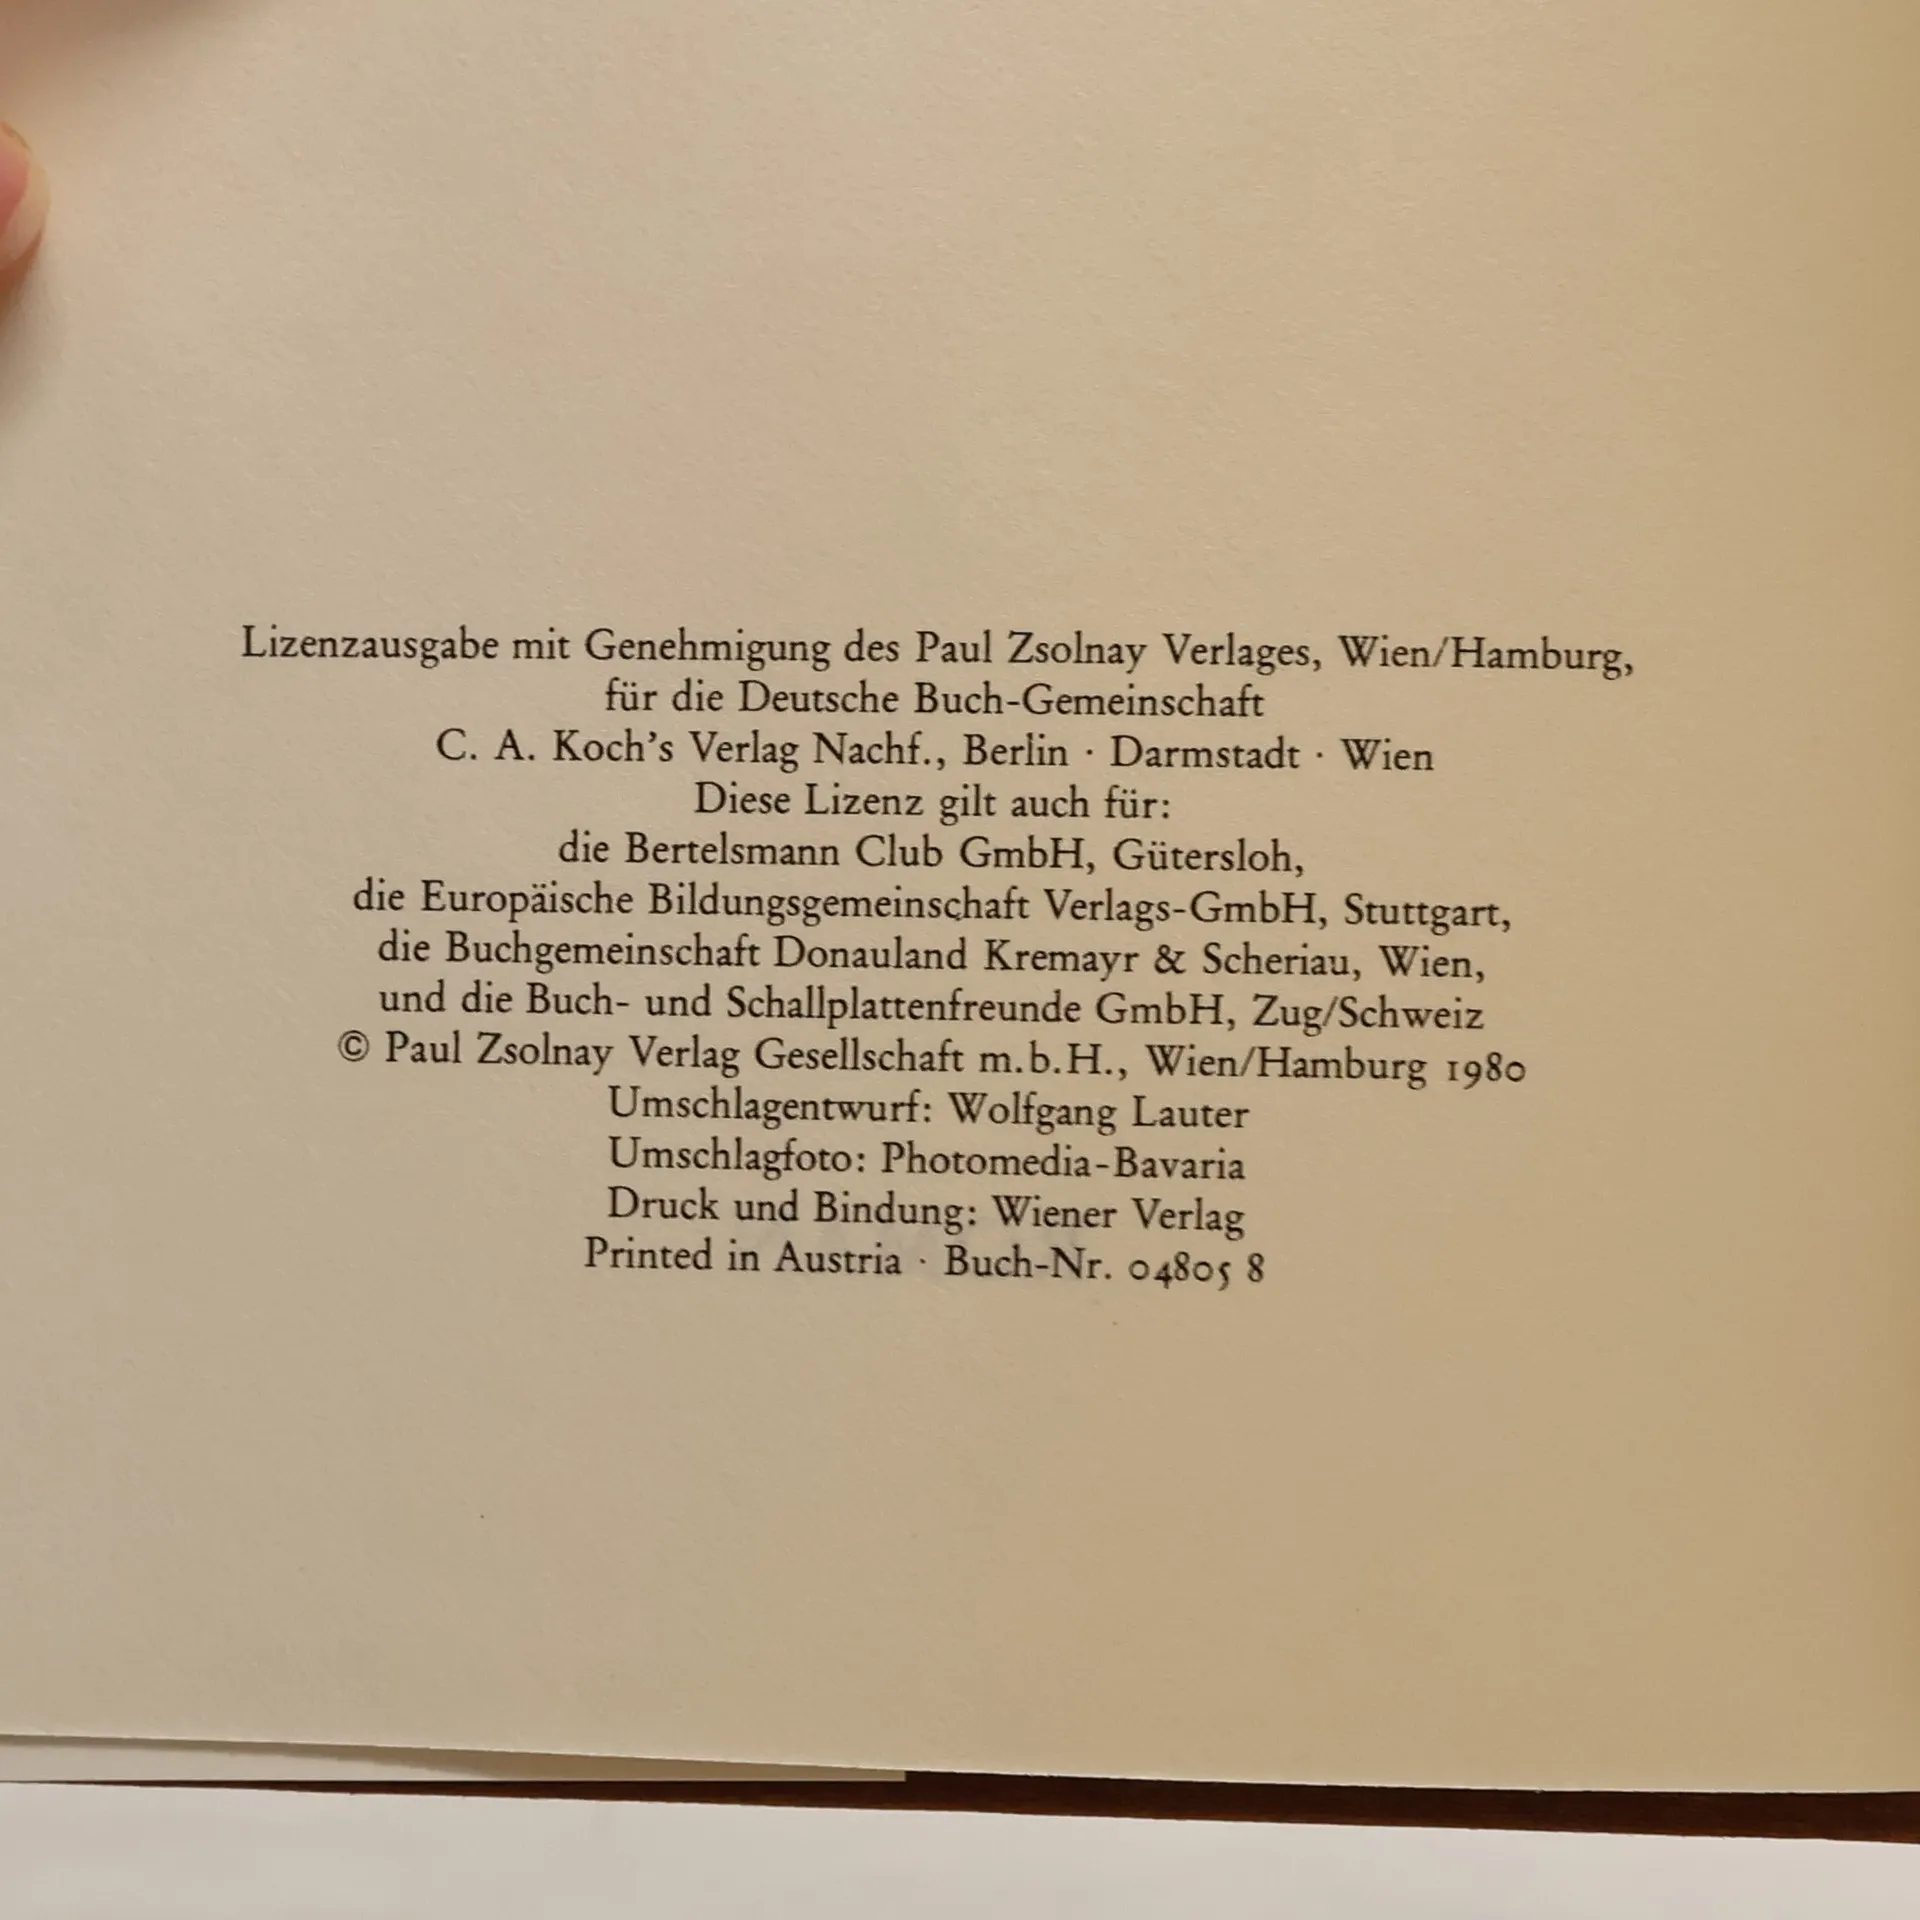 Lizenzausgabe mit Genehmigung des Paul Zsolnay Verlages, Wien/Hamburg,
für die Deutsche Buch-Gemeinschaft
C. A. Koch’s Verlag Nachf., Berlin · Darmstadt · Wien
Diese Lizenz gilt auch für:
die Bertelsmann Club GmbH, Gütersloh,
die Europäische Bildungsgemeinschaft Verlags-GmbH, Stuttgart,
die Buchgemeinschaft Donauland Kremayr & Scheriau, Wien,
und die Buch- und Schallplattenfreunde GmbH, Zug/Schweiz
© Paul Zsolnay Verlag Gesellschaft m.b.H., Wien/Hamburg 1980
Umschlagentwurf: Wolfgang Lauter
Umschlagfoto: Photomedia-Bavaria
Druck und Bindung: Wiener Verlag
Printed in Austria · Buch-Nr. 04805 8